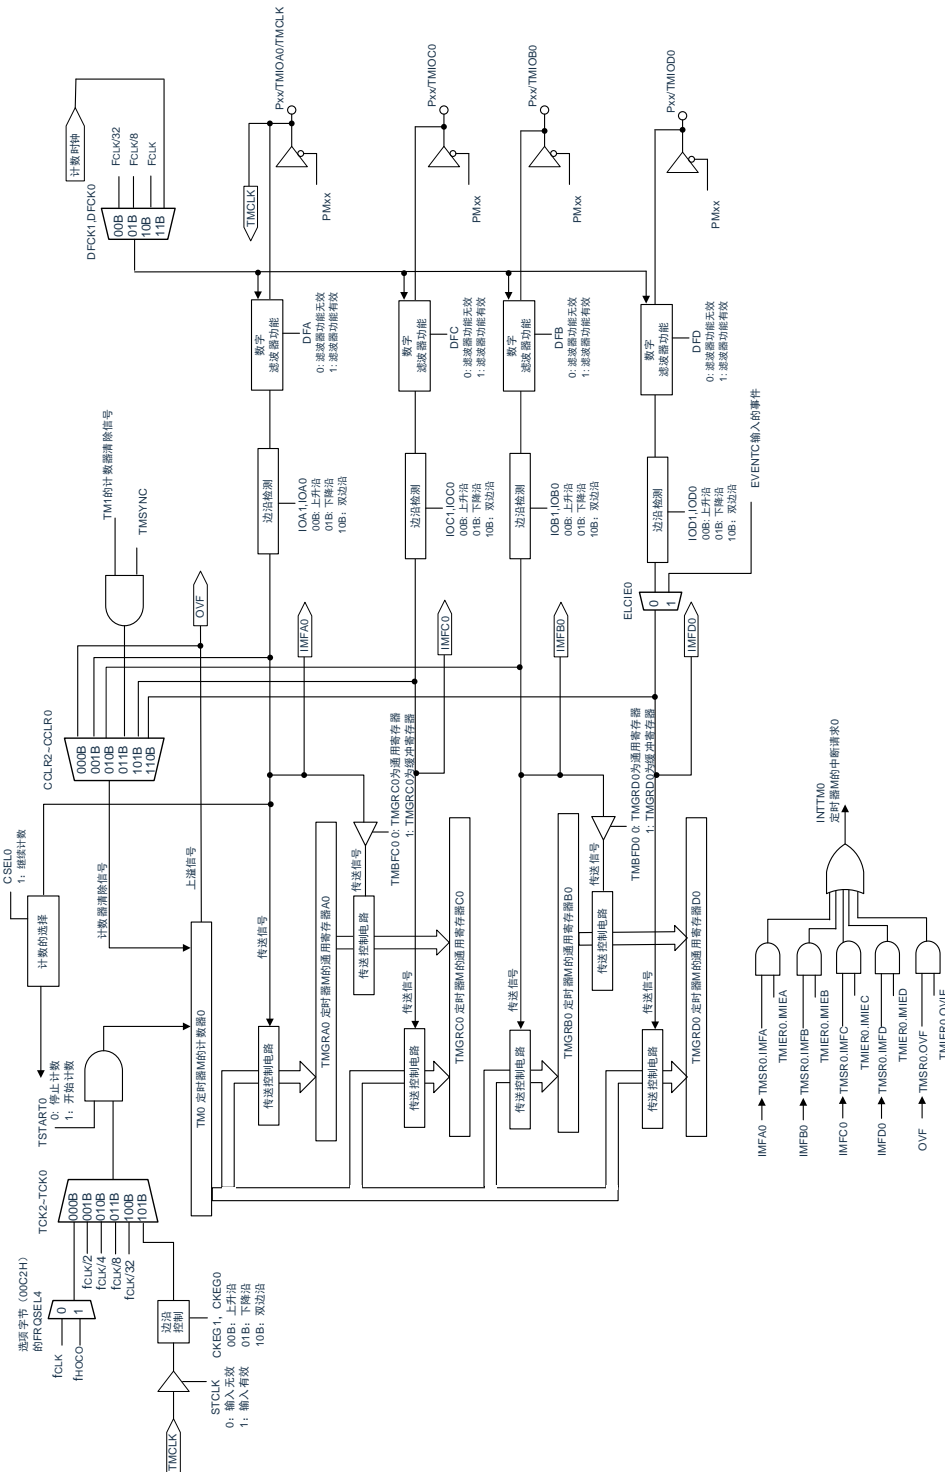 选项字节（00C2H）
的FRQSEL4
fCLK
fHOCO
0
1
TCK2~TCK0
000B
001B
010B
011B
100B
101B
fCLK/2
fCLK/4
fCLK/8
fCLK/32
TMCLK
STCLK
0: 输入无效
1: 输入有效
边沿
控制
CKEG1, CKEG0
00B: 上升沿
01B: 下降沿
10B: 双边沿
TSTART0
0: 停止计数
1: 开始计数
计数的选择
CSEL0
1: 继续计数
计数器清除信号
TM0 定时器M的计数器0
上溢信号
CCLR2~CCLR0
000B
001B
010B
011B
101B
110B
TM1的计数器清除信号
TMSYNC
OVF
DFCK1,DFCK0
00B
01B
10B
11B
FCLK/32
FCLK/8
FCLK
计数时钟
传送控制电路
传送信号
TMGRA0 定时器M的通用寄存器A0
IMFA0
边沿检测
IOA1,IOA0
00B: 上升沿
01B: 下降沿
10B: 双边沿
数字
滤波器功能
DFA
0: 滤波器功能无效
1: 滤波器功能有效
TMCLK
PMxx
Pxx/TMIOA0/TMCLK
传送控制电路
传送信号
TMBFC0 0: TMGRC0为通用寄存器
1: TMGRC0为缓冲寄存器
传送控制电路
传送信号
TMGRC0 定时器M的通用寄存器C0
IMFC0
边沿检测
IOC1,IOC0
00B: 上升沿
01B: 下降沿
10B: 双边沿
数字
滤波器功能
DFC
0: 滤波器功能无效
1: 滤波器功能有效
PMxx
Pxx/TMIOC0
传送控制电路
传送信号
TMGRB0 定时器M的通用寄存器B0
IMFB0
边沿检测
IOB1,IOB0
00B: 上升沿
01B: 下降沿
10B: 双边沿
数字
滤波器功能
DFB
0: 滤波器功能无效
1: 滤波器功能有效
PMxx
Pxx/TMIOB0
传送控制电路
传送信号
TMBFD0 0: TMGRD0为通用寄存器
1: TMGRD0为缓冲寄存器
传送控制电路
传送信号
TMGRD0 定时器M的通用寄存器D0
IMFD0
ELCIE0
0
1
边沿检测
IOD1,IOD0
00B: 上升沿
01B: 下降沿
10B: 双边沿
EVENTC输入的事件
数字
滤波器功能
DFD
0: 滤波器功能无效
1: 滤波器功能有效
PMxx
Pxx/TMIOD0
IMFA0
TMSR0.IMFA
TMIER0.IMIEA
IMFB0
TMSR0.IMFB
TMIER0.IMIEB
IMFC0
TMSR0.IMFC
TMIER0.IMIEC
IMFD0
TMSR0.IMFD
TMIER0.IMIED
OVF
TMSR0.OVF
TMIER0.OVIE
INTTM0
定时器M的中断请求0